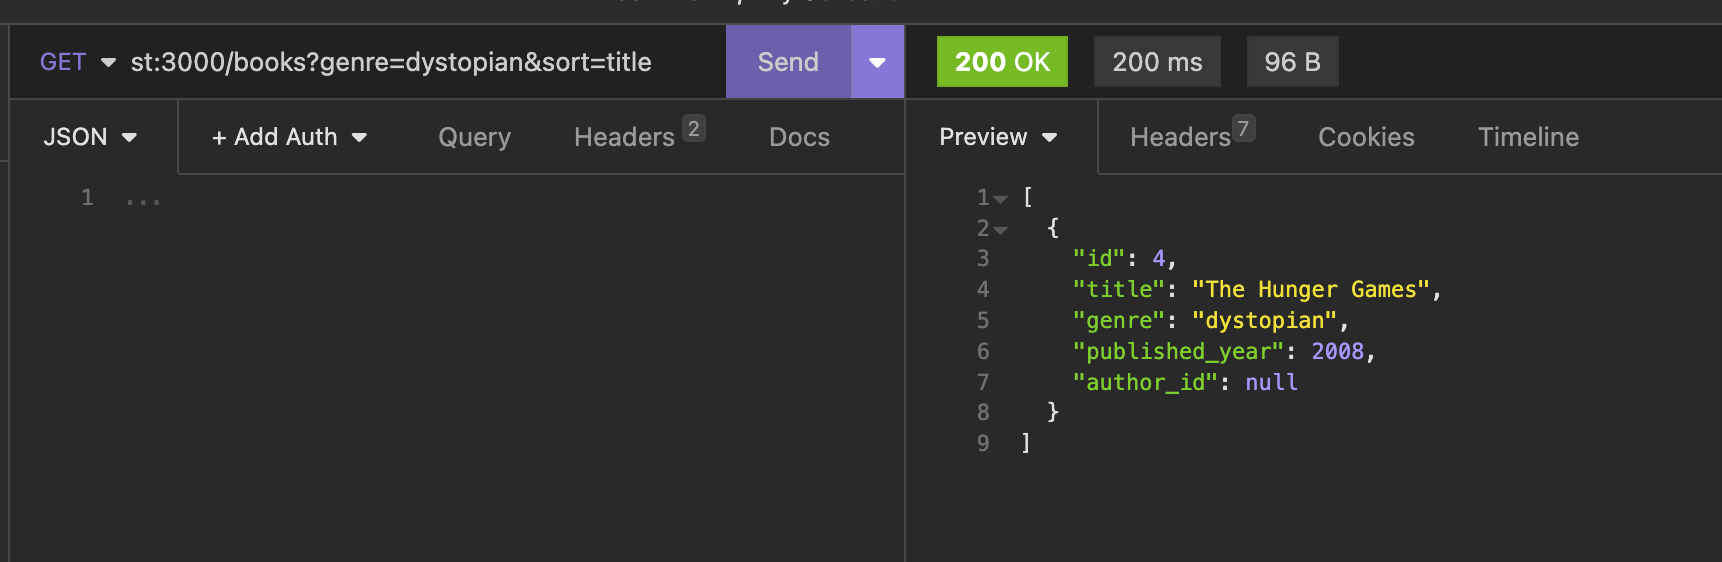 GET st:3000/books?genre=dystopian&sort=title Send 200 OK 200 ms 96 B
JSON + Add Auth Query Headers 2 Docs Preview Headers 7 Cookies Timeline
1 ...
1 [
2 {
3 "id": 4,
4 "title": "The Hunger Games",
5 "genre": "dystopian",
6 "published_year": 2008,
7 "author_id": null
8 }
9 ]